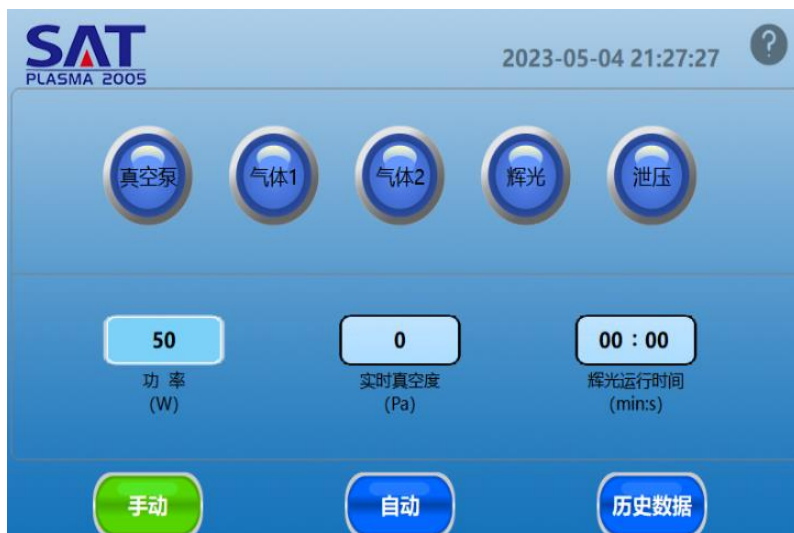 SAT
PLASMA 2005
2023-05-04 21:27:27
?
真空泵
气体1
气体2
辉光
泄压
50
0
00：00
功 率
(W)
实时真空度
(Pa)
辉光运行时间
(min:s)
手动
自动
历史数据